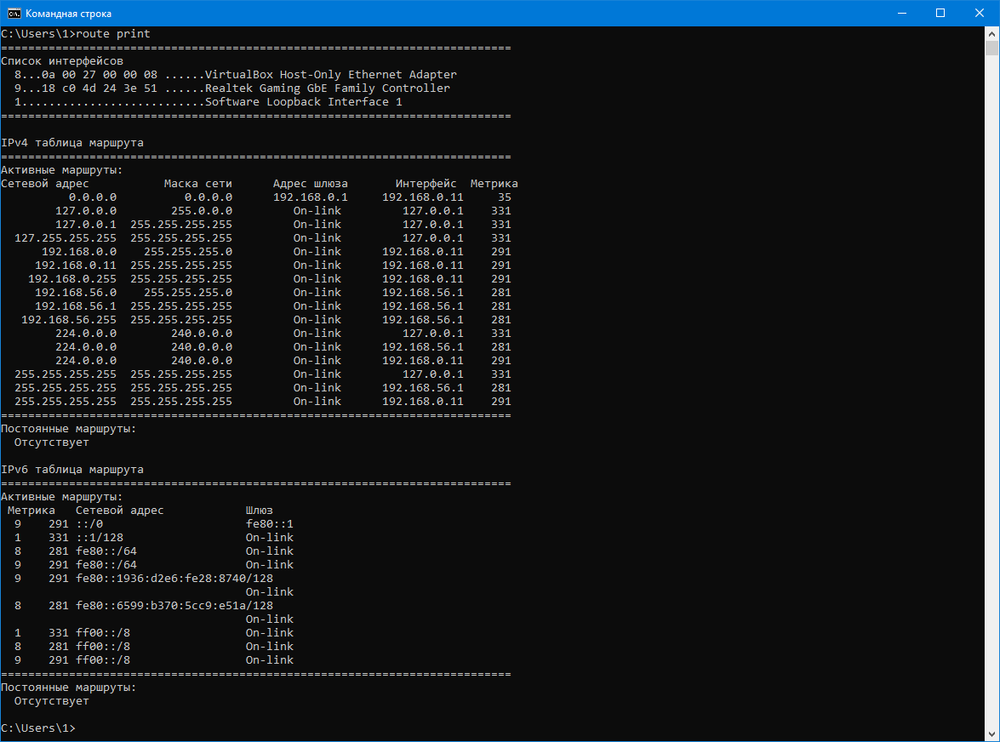 Командная строка
C:\Users\1>route print
===========================================================================
Список интерфейсов
  8...0a 00 27 00 00 08 ......VirtualBox Host-Only Ethernet Adapter
  9...18 c0 4d 24 3e 51 ......Realtek Gaming GbE Family Controller
  1...........................Software Loopback Interface 1
===========================================================================

IPv4 таблица маршрута
===========================================================================
Активные маршруты:
Сетевой адрес           Маска сети      Адрес шлюза       Интерфейс  Метрика
          0.0.0.0          0.0.0.0      192.168.0.1     192.168.0.11     35
        127.0.0.0        255.0.0.0         On-link         127.0.0.1    331
        127.0.0.1  255.255.255.255         On-link         127.0.0.1    331
  127.255.255.255  255.255.255.255         On-link         127.0.0.1    331
      192.168.0.0    255.255.255.0         On-link      192.168.0.11    291
     192.168.0.11  255.255.255.255         On-link      192.168.0.11    291
    192.168.0.255  255.255.255.255         On-link      192.168.0.11    291
     192.168.56.0    255.255.255.0         On-link      192.168.56.1    281
     192.168.56.1  255.255.255.255         On-link      192.168.56.1    281
   192.168.56.255  255.255.255.255         On-link      192.168.56.1    281
        224.0.0.0        240.0.0.0         On-link         127.0.0.1    331
        224.0.0.0        240.0.0.0         On-link      192.168.56.1    281
        224.0.0.0        240.0.0.0         On-link      192.168.0.11    291
  255.255.255.255  255.255.255.255         On-link         127.0.0.1    331
  255.255.255.255  255.255.255.255         On-link      192.168.56.1    281
  255.255.255.255  255.255.255.255         On-link      192.168.0.11    291
===========================================================================
Постоянные маршруты:
  Отсутствует

IPv6 таблица маршрута
===========================================================================
Активные маршруты:
 Метрика   Сетевой адрес            Шлюз
  9    291 ::/0                     fe80::1
  1    331 ::1/128                  On-link
  8    281 fe80::/64                On-link
  9    291 fe80::/64                On-link
  9    291 fe80::1936:d2e6:fe28:8740/128
                                    On-link
  8    281 fe80::6599:b370:5cc9:e51a/128
                                    On-link
  1    331 ff00::/8                 On-link
  8    281 ff00::/8                 On-link
  9    291 ff00::/8                 On-link
===========================================================================
Постоянные маршруты:
  Отсутствует

C:\Users\1>